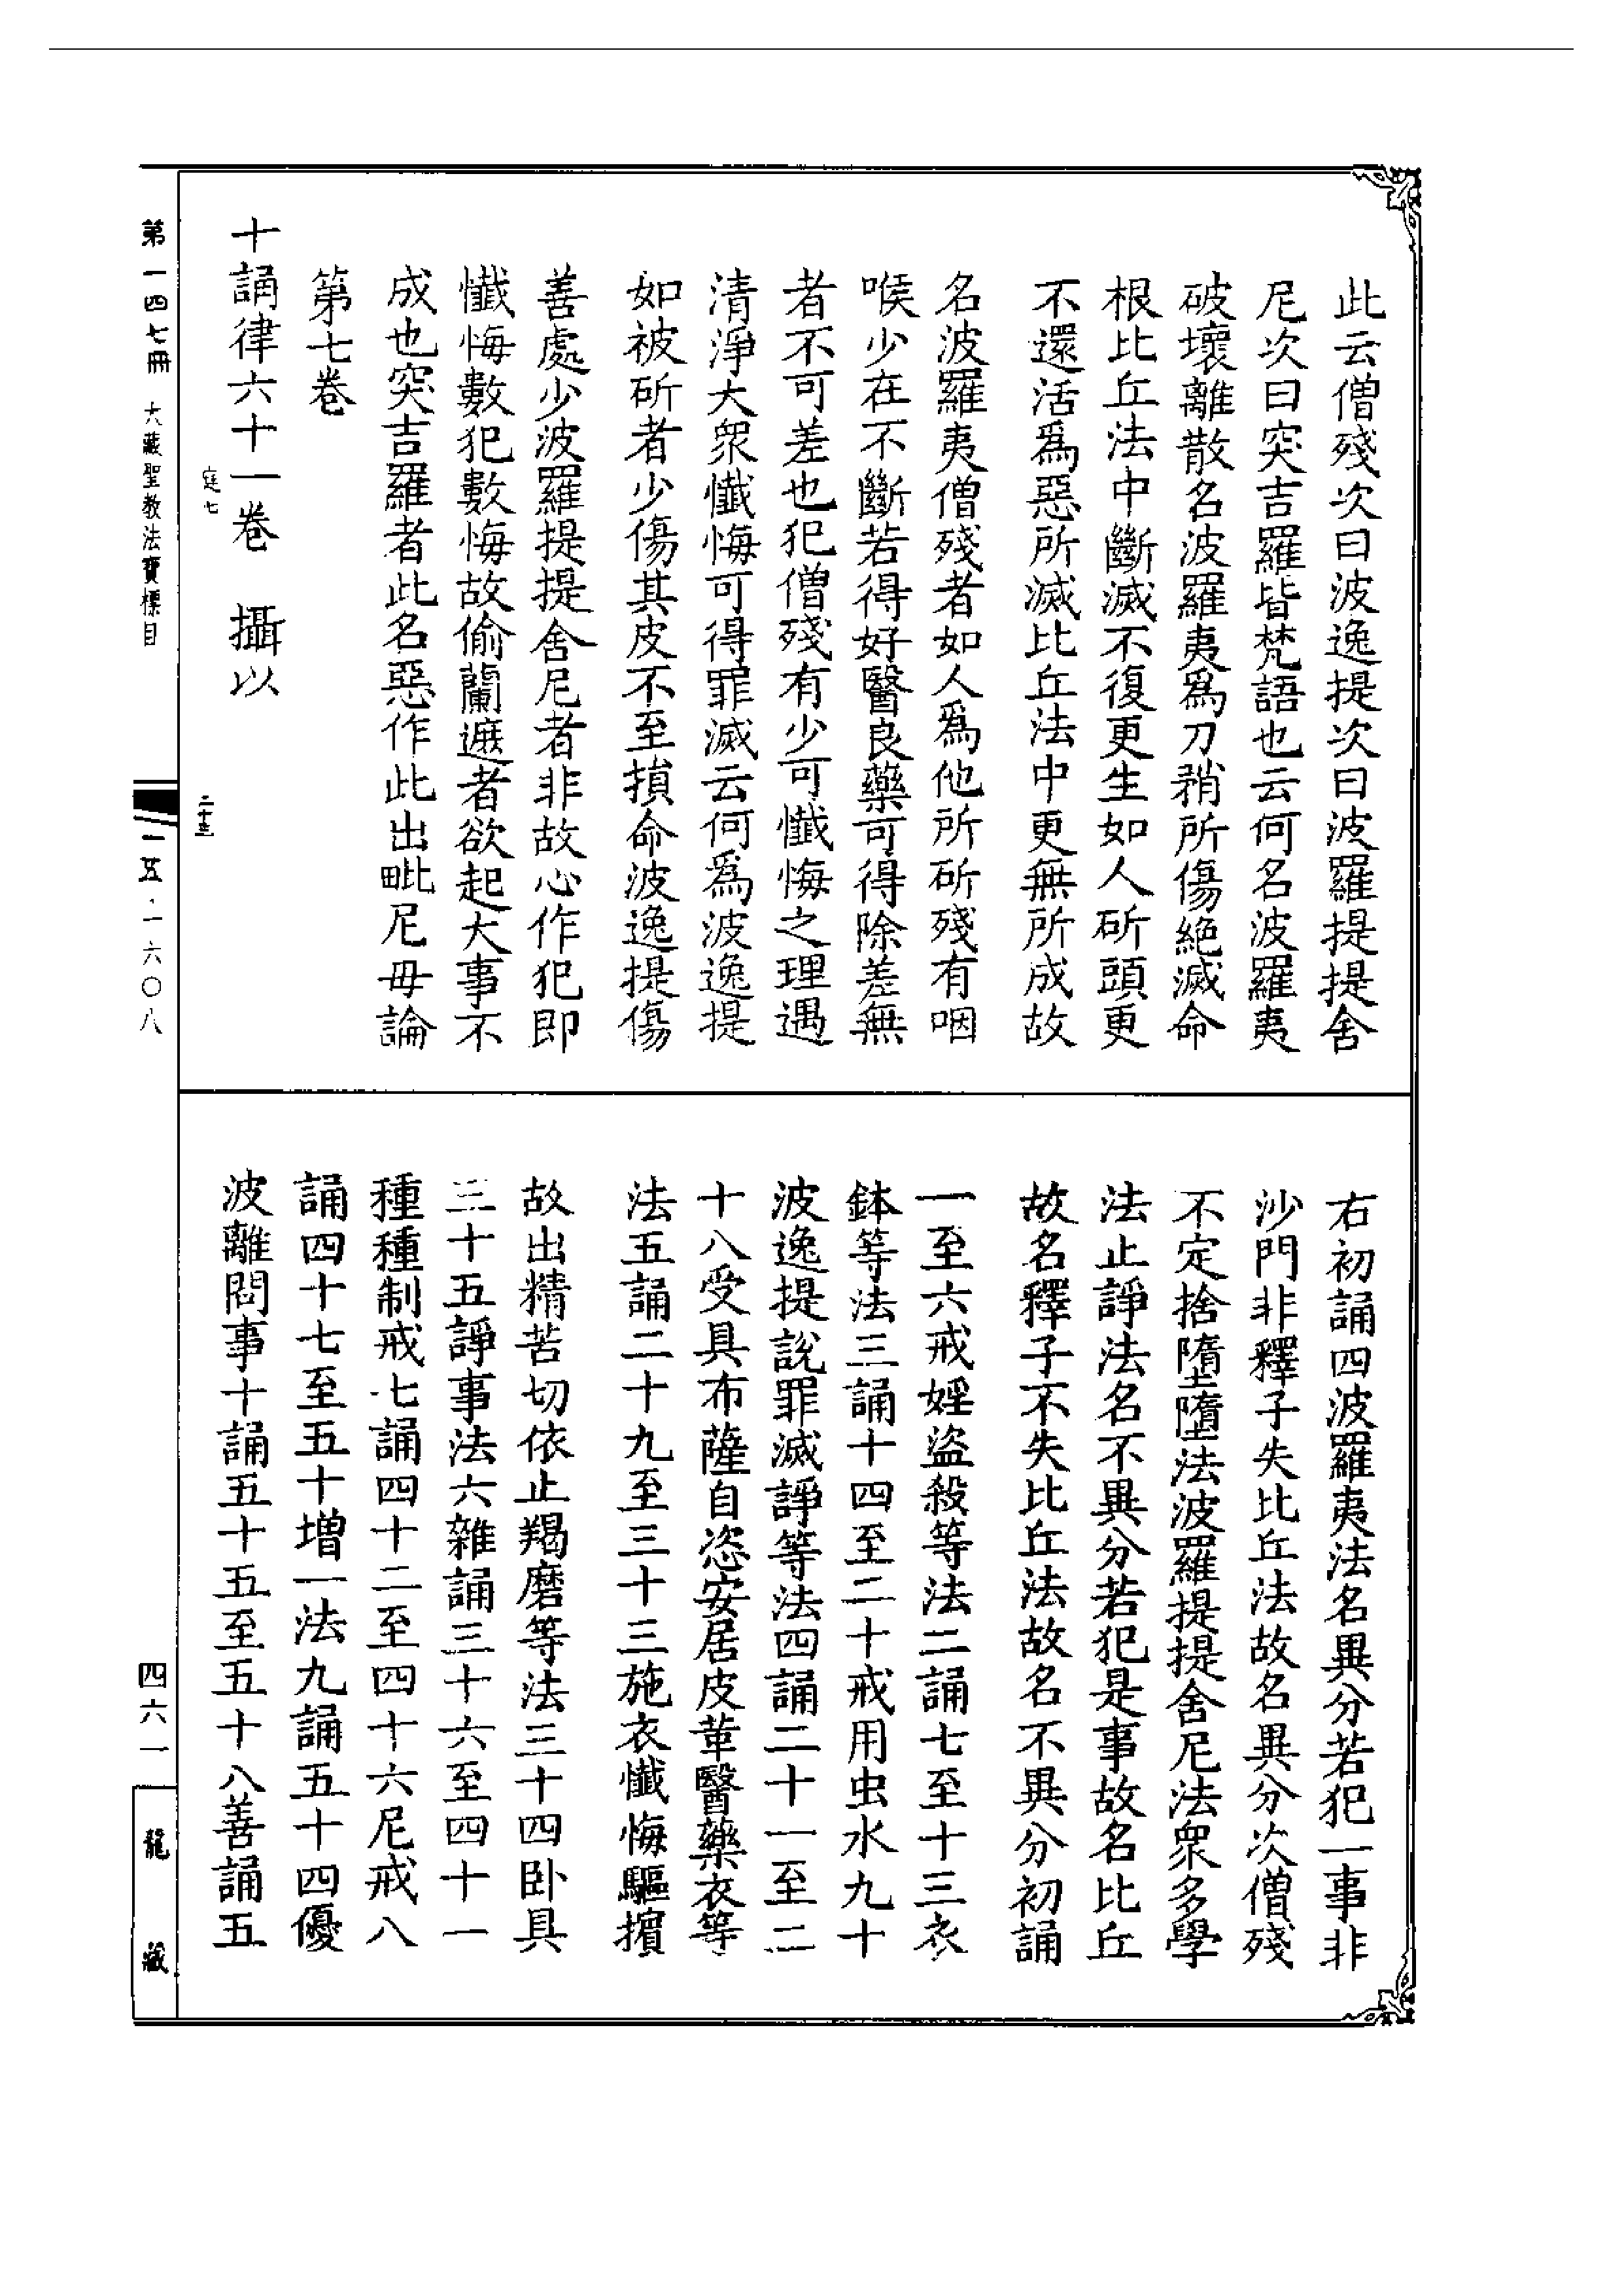 此云僧殘次曰波逸提次曰波羅提提舍
尼次曰突吉羅皆梵語也云何名波羅夷
破壞離散名波羅夷爲刀矟所傷絕滅命
根比丘法中斷滅不復更生如人斫頭更
不還活爲惡所滅比丘法中更無所成故
名波羅夷僧殘者如人爲他所斫殘有咽
喉少在不斷若得好醫良藥可得除差無
者不可差也犯僧殘有少可懺悔之理遇
清淨大眾懺悔可得罪滅云何爲波逸提
如被斫者少傷其皮不至損命波逸提傷
善處少波羅提提舍尼者非故心作犯即
懺悔數犯數悔故偷蘭遮者欲起大事不
成也突吉羅者此名惡作此出毗尼毋論
第七卷
十誦律六十一卷 攝以
庭七
二十三
右初誦四波羅夷法名異分若犯一事非
沙門非釋子失比丘法故名異分次僧殘
不定捨墮墮法波羅提提舍尼法眾多學
法止諍法名不異分若犯是事故名比丘
故名釋子不失比丘法故名不異分初誦
一至六戒婬盜殺等法二誦七至十三衣
鉢等法三誦十四至二十戒用虫水九十
波逸提說罪滅諍等法四誦二十一至二
十八受具布薩自恣安居皮革醫藥衣等
法五誦二十九至三十三施衣懺悔驅擯
故出精苦切依止羯磨等法三十四卧具
三十五諍事法六雜誦三十六至四十一
種種制戒七誦四十二至四十六尼戒八
誦四十七至五十增一法九誦五十四優
波離問事十誦五十五至五十八善誦五
第一四七冊 大藏聖教法寶標目
一五·一六〇八
四六一
龍藏